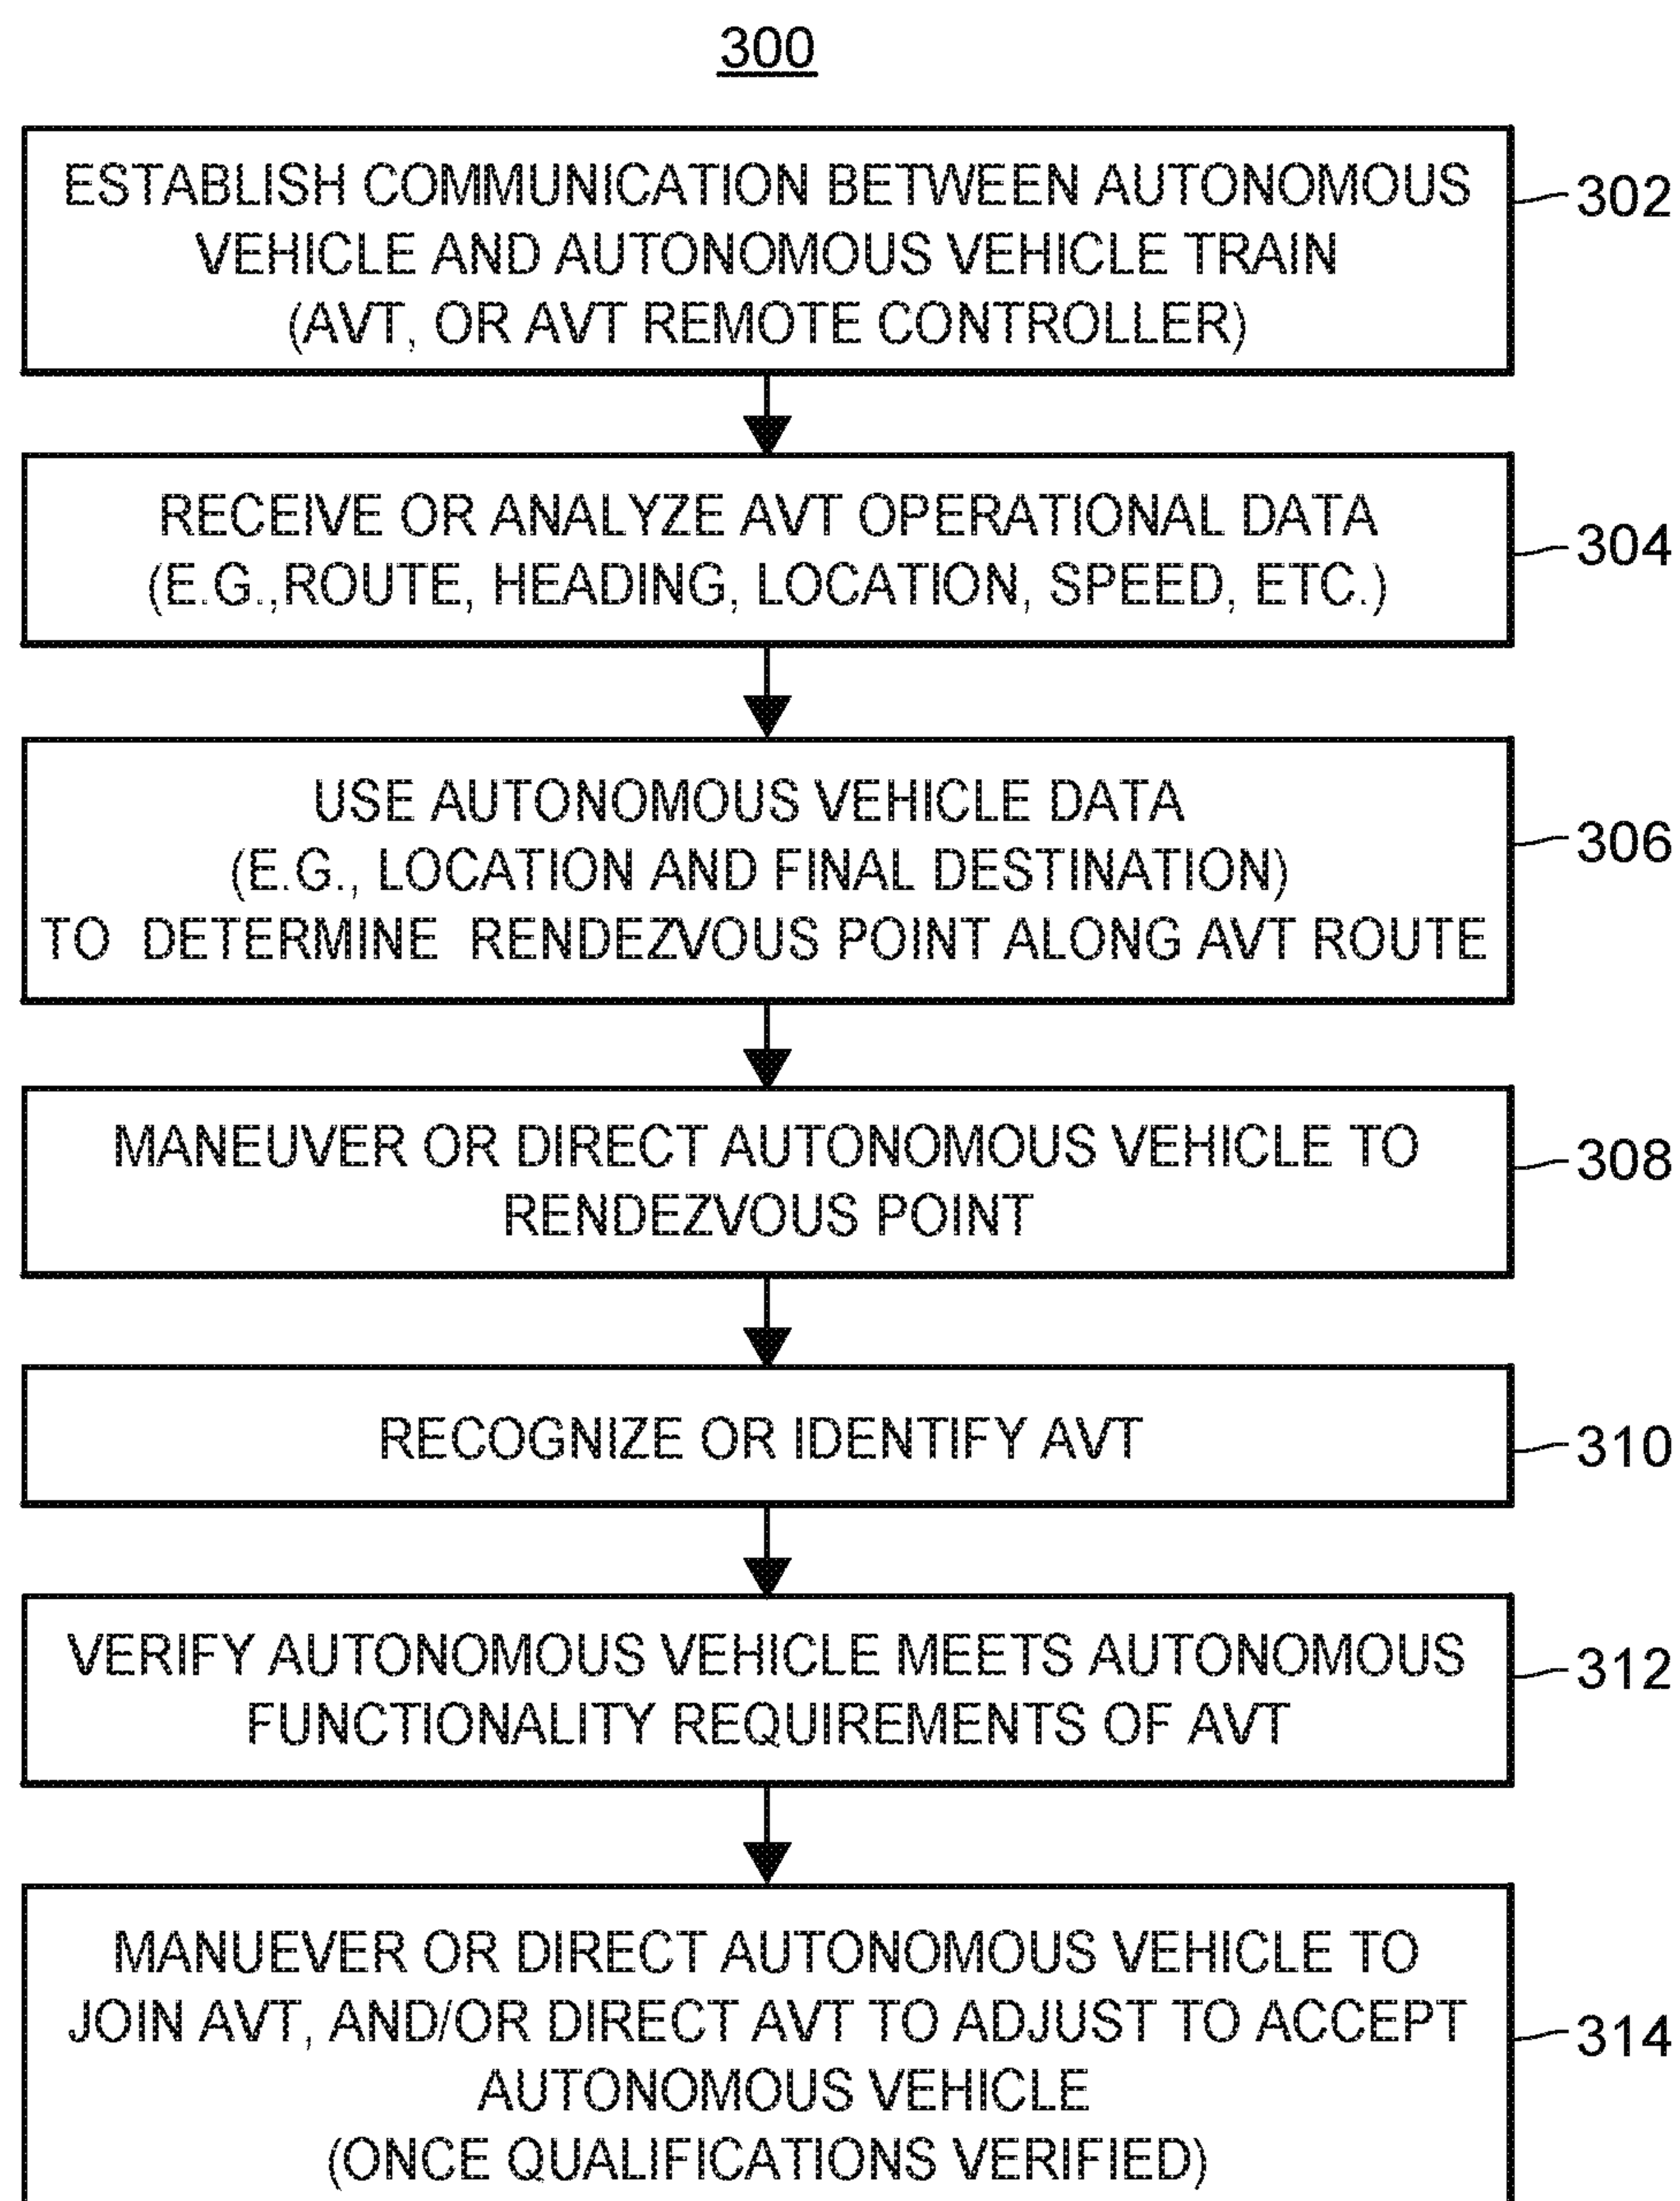 300
ESTABLISH COMMUNICATION BETWEEN AUTONOMOUS
VEHICLE AND AUTONOMOUS VEHICLE TRAIN
(AVT, OR AVT REMOTE CONTROLLER)
302
RECEIVE OR ANALYZE AVT OPERATIONAL DATA
(E.G.,ROUTE, HEADING, LOCATION, SPEED, ETC.)
304
USE AUTONOMOUS VEHICLE DATA
(E.G., LOCATION AND FINAL DESTINATION)
TO DETERMINE RENDEZVOUS POINT ALONG AVT ROUTE
306
MANEUVER OR DIRECT AUTONOMOUS VEHICLE TO
RENDEZVOUS POINT
308
RECOGNIZE OR IDENTIFY AVT
310
VERIFY AUTONOMOUS VEHICLE MEETS AUTONOMOUS
FUNCTIONALITY REQUIREMENTS OF AVT
312
MANUEVER OR DIRECT AUTONOMOUS VEHICLE TO
JOIN AVT, AND/OR DIRECT AVT TO ADJUST TO ACCEPT
AUTONOMOUS VEHICLE
(ONCE QUALIFICATIONS VERIFIED)
314